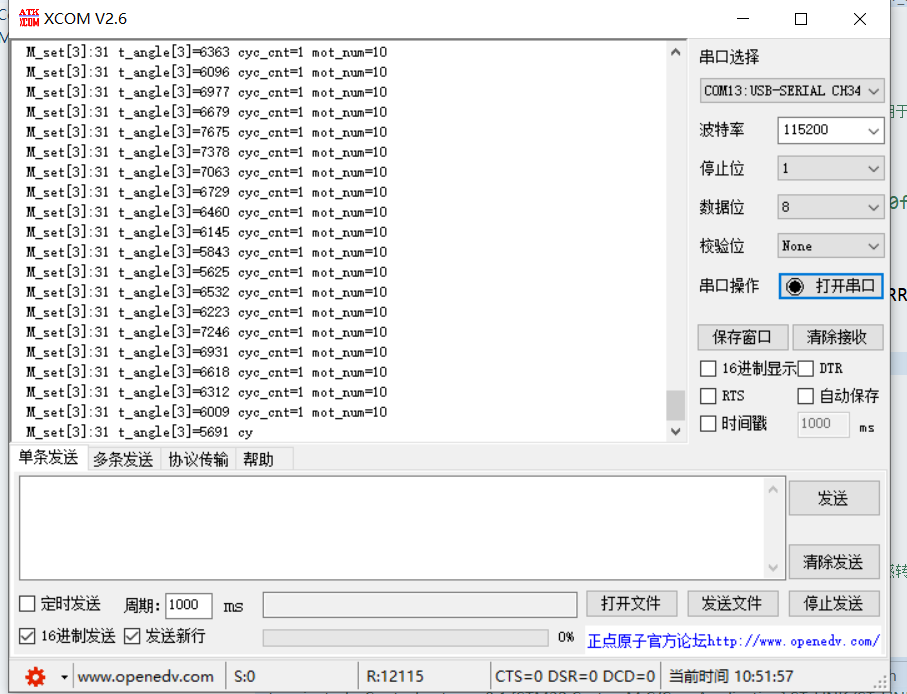 ATK XCOM XCOM V2.6
M_set[3]:31 t_angle[3]=6363 cyc_cnt=1 mot_num=10
M_set[3]:31 t_angle[3]=6096 cyc_cnt=1 mot_num=10
M_set[3]:31 t_angle[3]=6977 cyc_cnt=1 mot_num=10
M_set[3]:31 t_angle[3]=6679 cyc_cnt=1 mot_num=10
M_set[3]:31 t_angle[3]=7675 cyc_cnt=1 mot_num=10
M_set[3]:31 t_angle[3]=7378 cyc_cnt=1 mot_num=10
M_set[3]:31 t_angle[3]=7063 cyc_cnt=1 mot_num=10
M_set[3]:31 t_angle[3]=6729 cyc_cnt=1 mot_num=10
M_set[3]:31 t_angle[3]=6460 cyc_cnt=1 mot_num=10
M_set[3]:31 t_angle[3]=6145 cyc_cnt=1 mot_num=10
M_set[3]:31 t_angle[3]=5843 cyc_cnt=1 mot_num=10
M_set[3]:31 t_angle[3]=5625 cyc_cnt=1 mot_num=10
M_set[3]:31 t_angle[3]=6532 cyc_cnt=1 mot_num=10
M_set[3]:31 t_angle[3]=6223 cyc_cnt=1 mot_num=10
M_set[3]:31 t_angle[3]=7246 cyc_cnt=1 mot_num=10
M_set[3]:31 t_angle[3]=6931 cyc_cnt=1 mot_num=10
M_set[3]:31 t_angle[3]=6618 cyc_cnt=1 mot_num=10
M_set[3]:31 t_angle[3]=6312 cyc_cnt=1 mot_num=10
M_set[3]:31 t_angle[3]=6009 cyc_cnt=1 mot_num=10
M_set[3]:31 t_angle[3]=5691 cy
串口选择
COM13:USB-SERIAL CH34
波特率 115200
停止位 1
数据位 8
校验位 None
串口操作 打开串口
保存窗口 清除接收
16进制显示 DTR
RTS 自动保存
时间戳 1000 ms
单条发送 多条发送 协议传输 帮助
发送
清除发送
定时发送 周期: 1000 ms 打开文件 发送文件 停止发送
16进制发送 发送新行 0% 正点原子官方论坛http://www.openedv.com/
www.openedv.com S:0 R:12115 CTS=0 DSR=0 DCD=0 当前时间 10:51:57